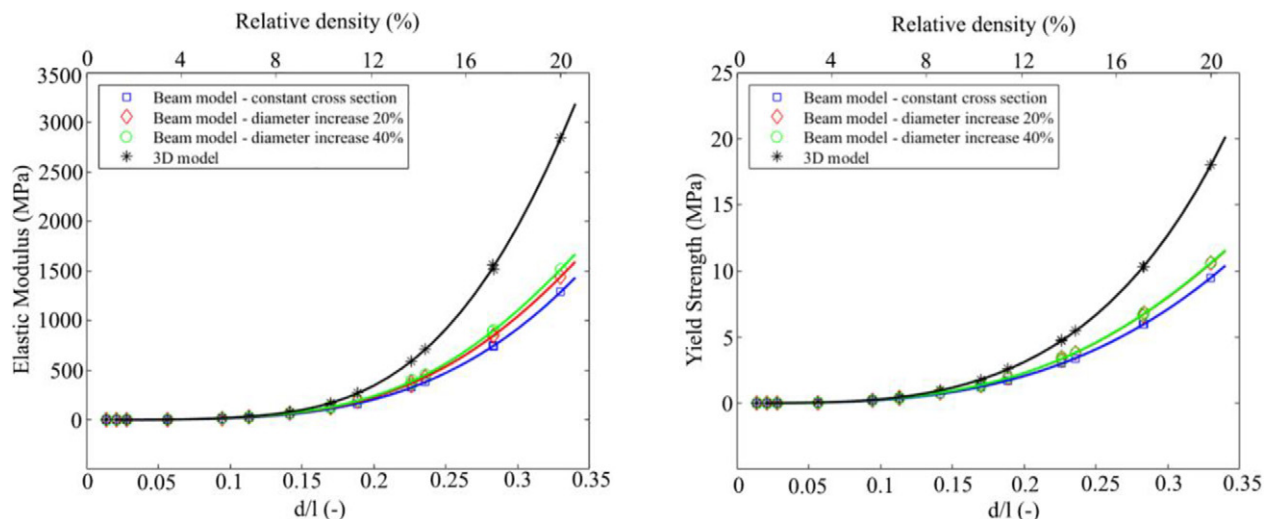 Relative density (%)
0 4 8 12 16 20
3500
3000
2500
2000
1500
1000
500
0
Elastic Modulus (MPa)
Beam model - constant cross section
Beam model - diameter increase 20%
Beam model - diameter increase 40%
3D model
0 0.05 0.1 0.15 0.2 0.25 0.3 0.35
d/l (-)
Relative density (%)
0 4 8 12 16 20
25
20
15
10
5
0
Yield Strength (MPa)
Beam model - constant cross section
Beam model - diameter increase 20%
Beam model - diameter increase 40%
3D model
0 0.05 0.1 0.15 0.2 0.25 0.3 0.35
d/l (-)